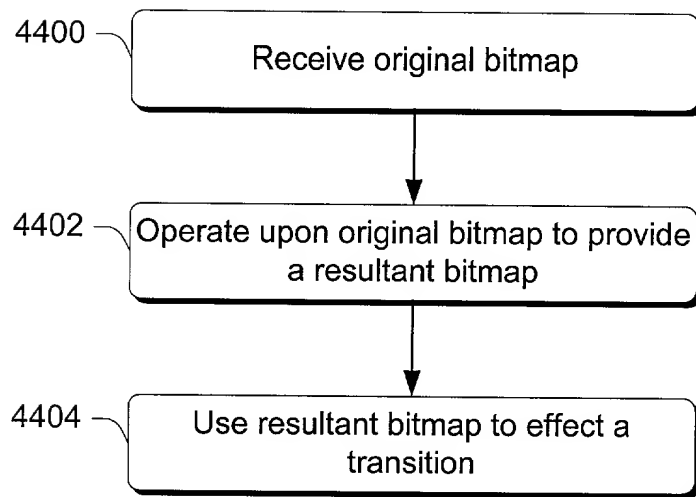 4400
Receive original bitmap
4402
Operate upon original bitmap to provide
a resultant bitmap
4404
Use resultant bitmap to effect a
transition